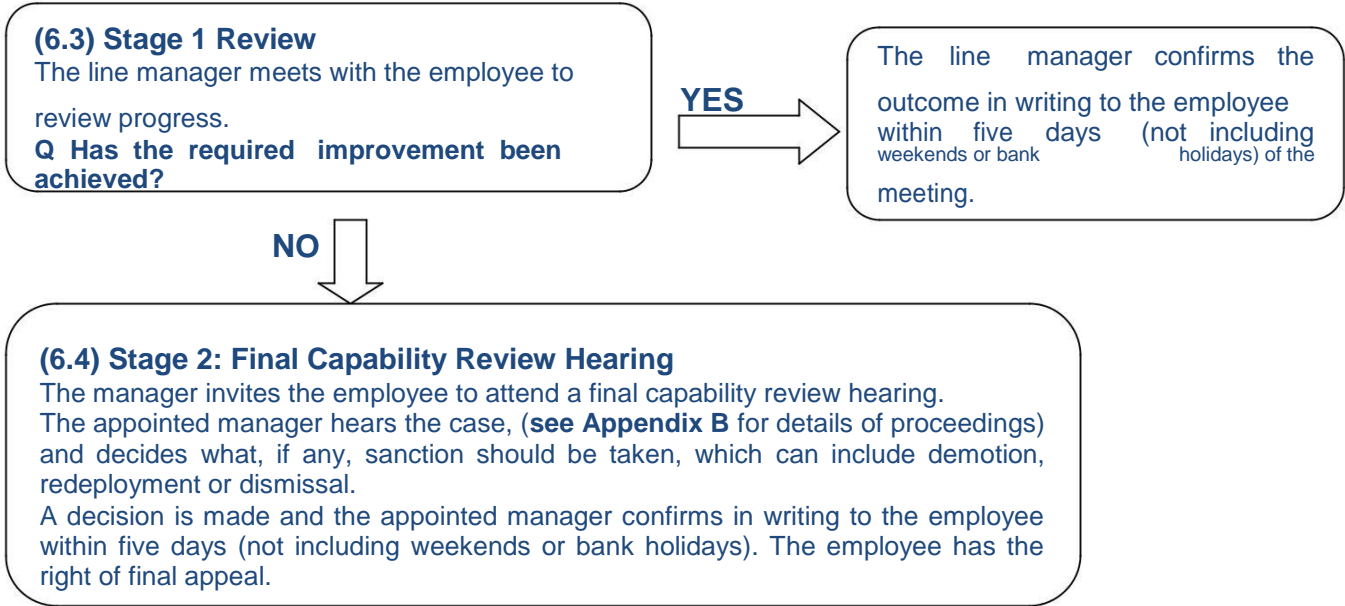 (6.3) Stage 1 Review
The line manager meets with the employee to
review progress.
Q Has the required improvement been
achieved?
YES
The line manager confirms the
outcome in writing to the employee
within five days (not including
weekends or bank holidays) of the
meeting.
NO
(6.4) Stage 2: Final Capability Review Hearing
The manager invites the employee to attend a final capability review hearing.
The appointed manager hears the case, (see Appendix B for details of proceedings)
and decides what, if any, sanction should be taken, which can include demotion,
redeployment or dismissal.
A decision is made and the appointed manager confirms in writing to the employee
within five days (not including weekends or bank holidays). The employee has the
right of final appeal.